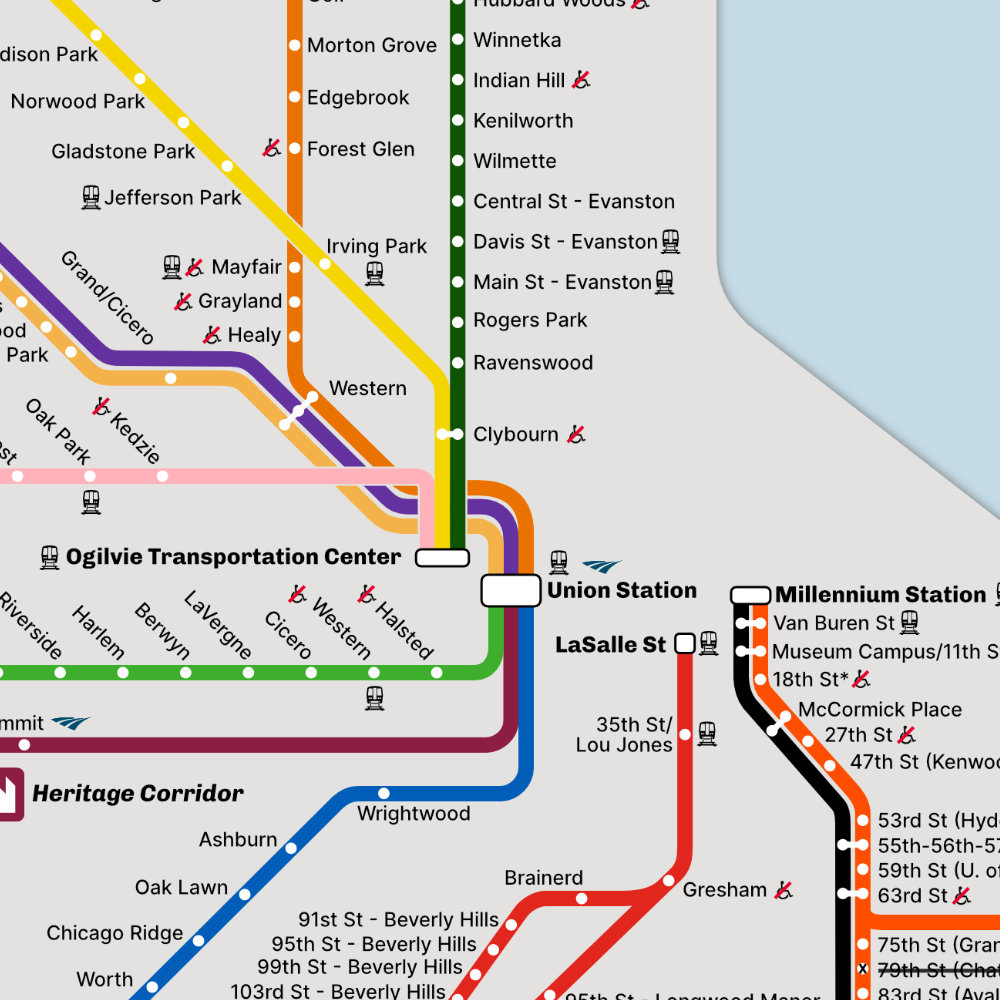 Hubbard Woods
Winnetka
Indian Hill
Kenilworth
Wilmette
Central St - Evanston
Davis St - Evanston
Main St - Evanston
Rogers Park
Ravenswood
Clybourn
Morton Grove
Edgebrook
Forest Glen
Mayfair
Grayland
Healy
Western
dison Park
Norwood Park
Gladstone Park
Jefferson Park
Irving Park
Grand/Cicero
ood
Park
Oak Park
Kedzie
Ogilvie Transportation Center
Union Station
Riverside
Harlem
Berwyn
LaVergne
Cicero
Western
Halsted
mmit
Heritage Corridor
Wrightwood
Ashburn
Oak Lawn
Chicago Ridge
Worth
LaSalle St
35th St/
Lou Jones
Gresham
Brainerd
91st St - Beverly Hills
95th St - Beverly Hills
99th St - Beverly Hills
103rd St - Beverly Hills
95th St - Longwood Manor
Millennium Station
Van Buren St
Museum Campus/11th S
18th St*
McCormick Place
27th St
47th St (Kenwoo
53rd St (Hyd
55th-56th-57
59th St (U. of
63rd St
75th St (Gran
79th St (Chat
83rd St (Aval